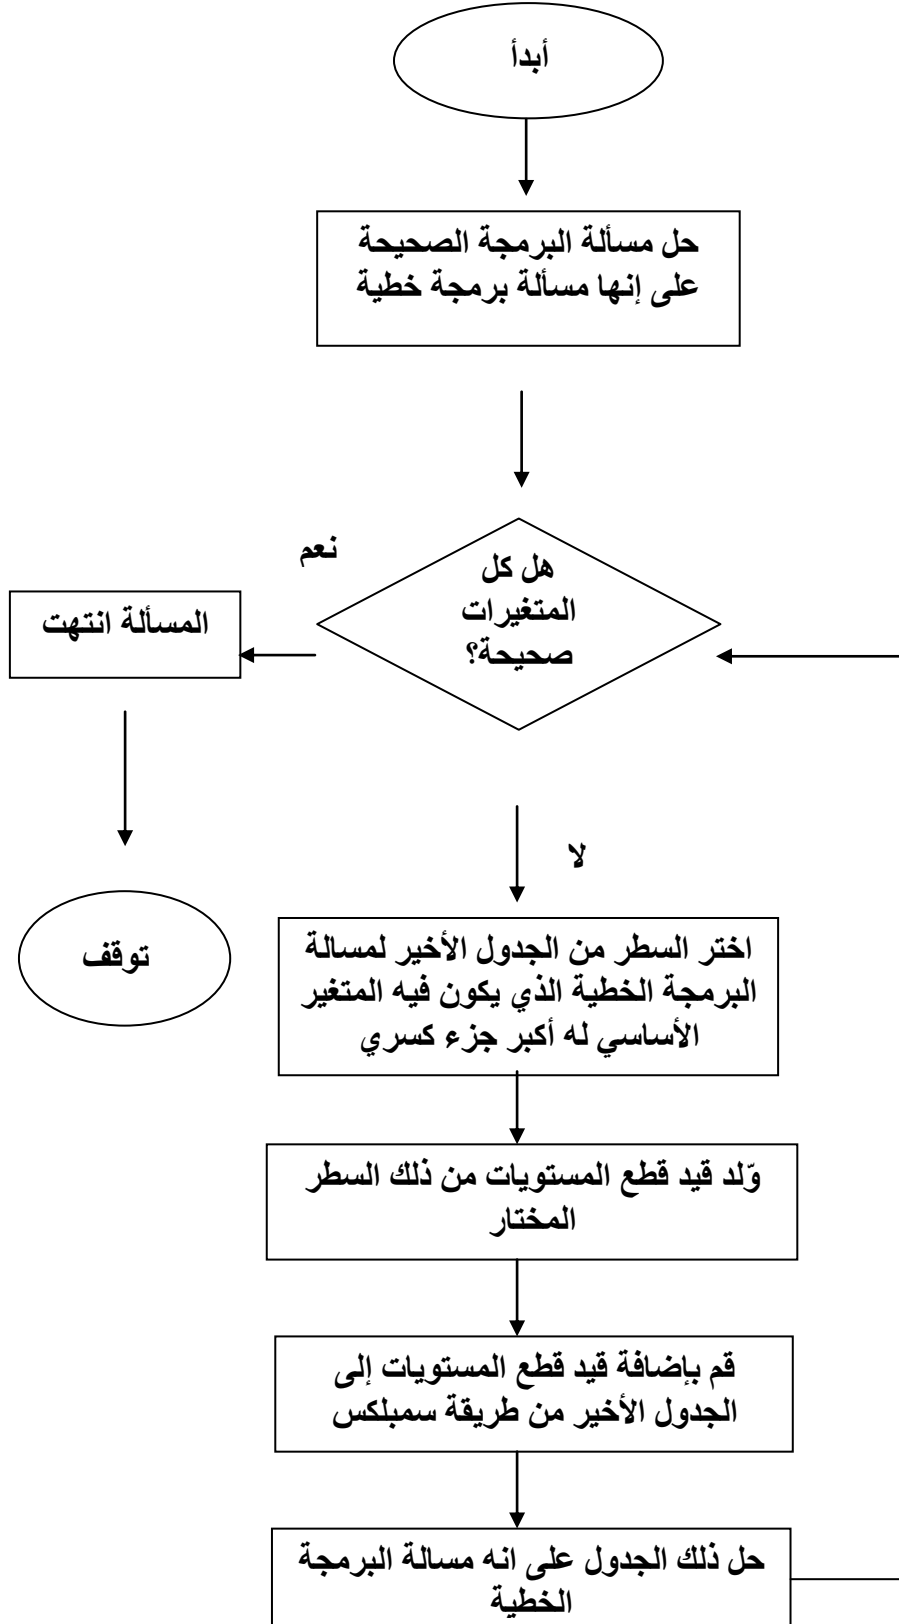 أبدأ
حل مسألة البرمجة الصحيحة
على إنها مسألة برمجة خطية
نعم
هل كل
المتغيرات
صحيحة؟
المسألة انتهت
لا
توقف
اختر السطر من الجدول الأخير لمسالة
البرمجة الخطية الذي يكون فيه المتغير
الأساسي له أكبر جزء كسري
وّلد قيد قطع المستويات من ذلك السطر
المختار
قم بإضافة قيد قطع المستويات إلى
الجدول الأخير من طريقة سمبلكس
حل ذلك الجدول على انه مسالة البرمجة
الخطية